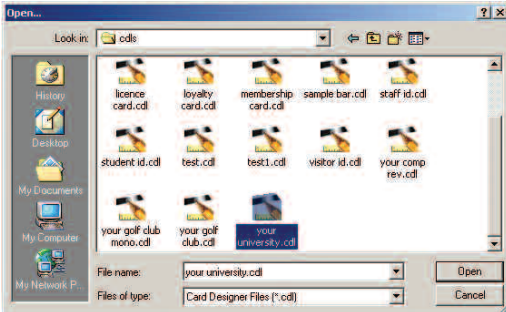 Open...
Look in: cdls
History
Desktop
My Documents
My Computer
My Network P...
licence card.cdl
loyalty card.cdl
membership card.cdl
sample bar.cdl
staff id.cdl
student id.cdl
test.cdl
test1.cdl
visitor id.cdl
your comp rev.cdl
your golf club mono.cdl
your golf club.cdl
your university.cdl
File name: your university.cdl Open
Files of type: Card Designer Files (*.cdl) Cancel